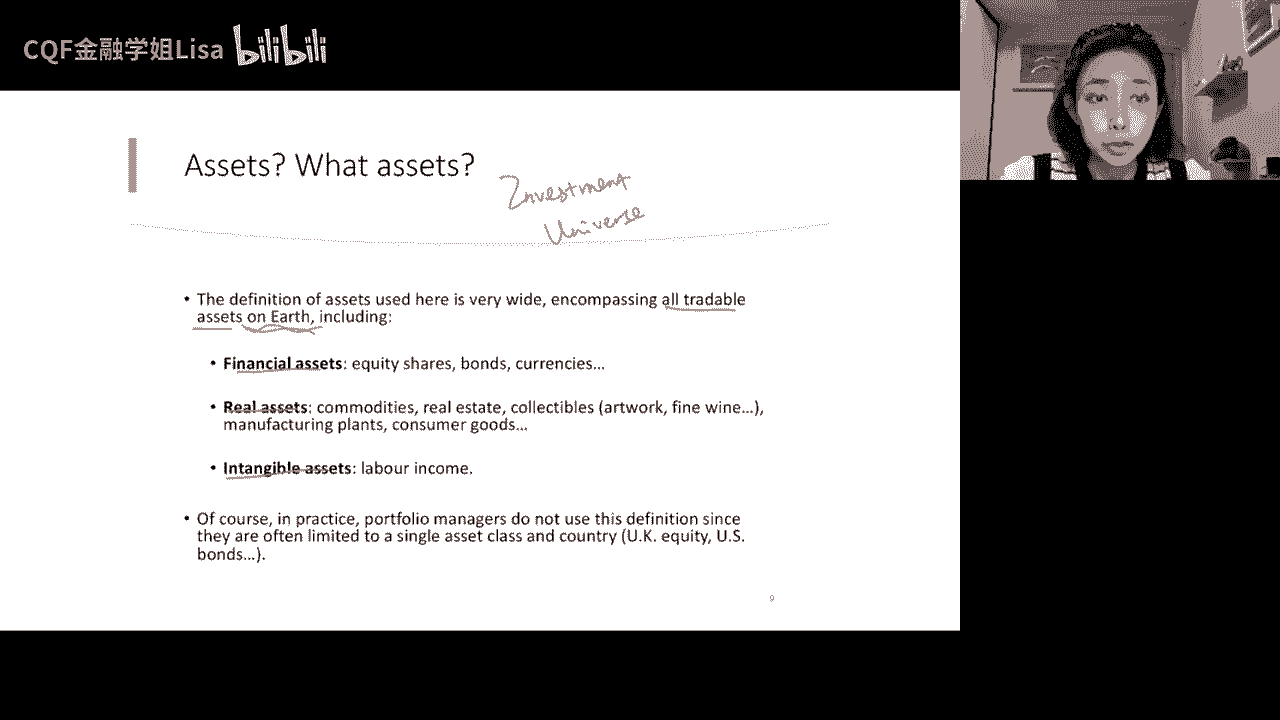 CQF金融学姐Lisa bilibili
Assets? What assets?
Investment
Universe
• The definition of assets used here is very wide, encompassing all tradable
assets on Earth, including:
• Financial assets: equity shares, bonds, currencies...
• Real assets: commodities, real estate, collectibles (artwork, fine wine...),
manufacturing plants, consumer goods...
• Intangible assets: labour income.
• Of course, in practice, portfolio managers do not use this definition since
they are often limited to a single asset class and country (U.K. equity, U.S.
bonds...).
9